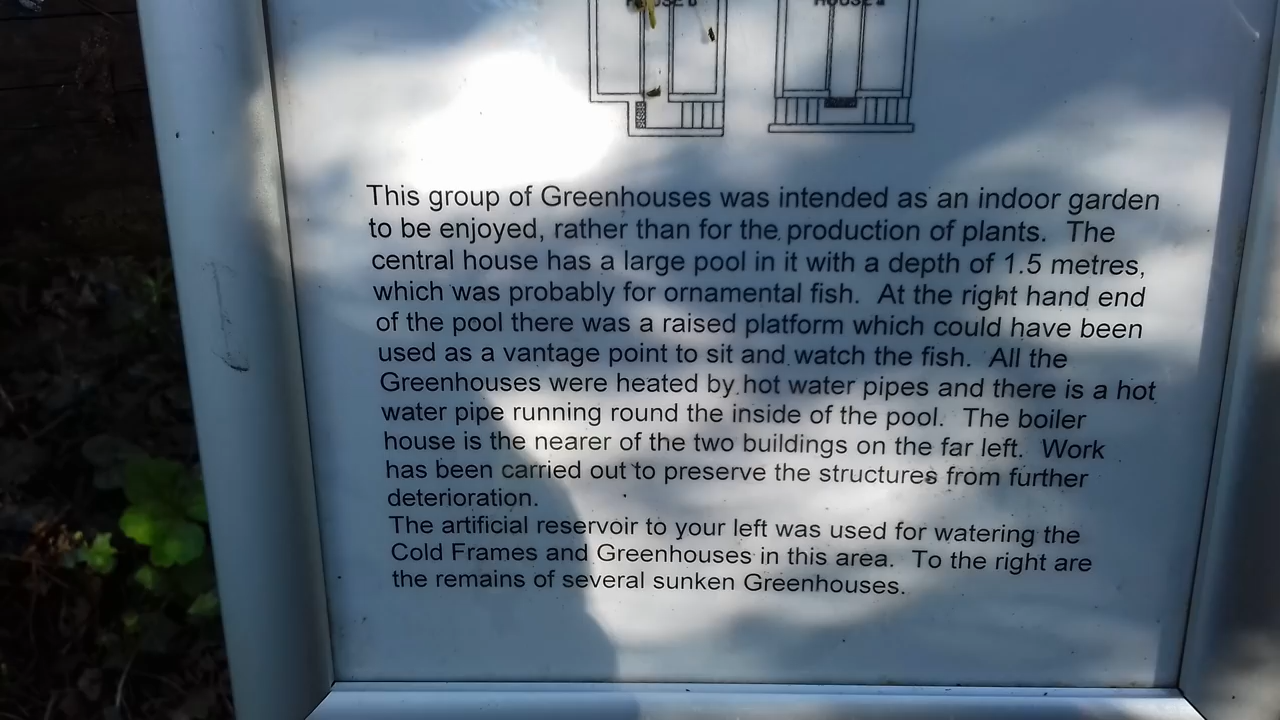 This group of Greenhouses was intended as an indoor garden
to be enjoyed, rather than for the production of plants. The
central house has a large pool in it with a depth of 1.5 metres,
which was probably for ornamental fish. At the right hand end
of the pool there was a raised platform which could have been
used as a vantage point to sit and watch the fish. All the
Greenhouses were heated by hot water pipes and there is a hot
water pipe running round the inside of the pool. The boiler
house is the nearer of the two buildings on the far left. Work
has been carried out to preserve the structures from further
deterioration.
The artificial reservoir to your left was used for watering the
Cold Frames and Greenhouses in this area. To the right are
the remains of several sunken Greenhouses.